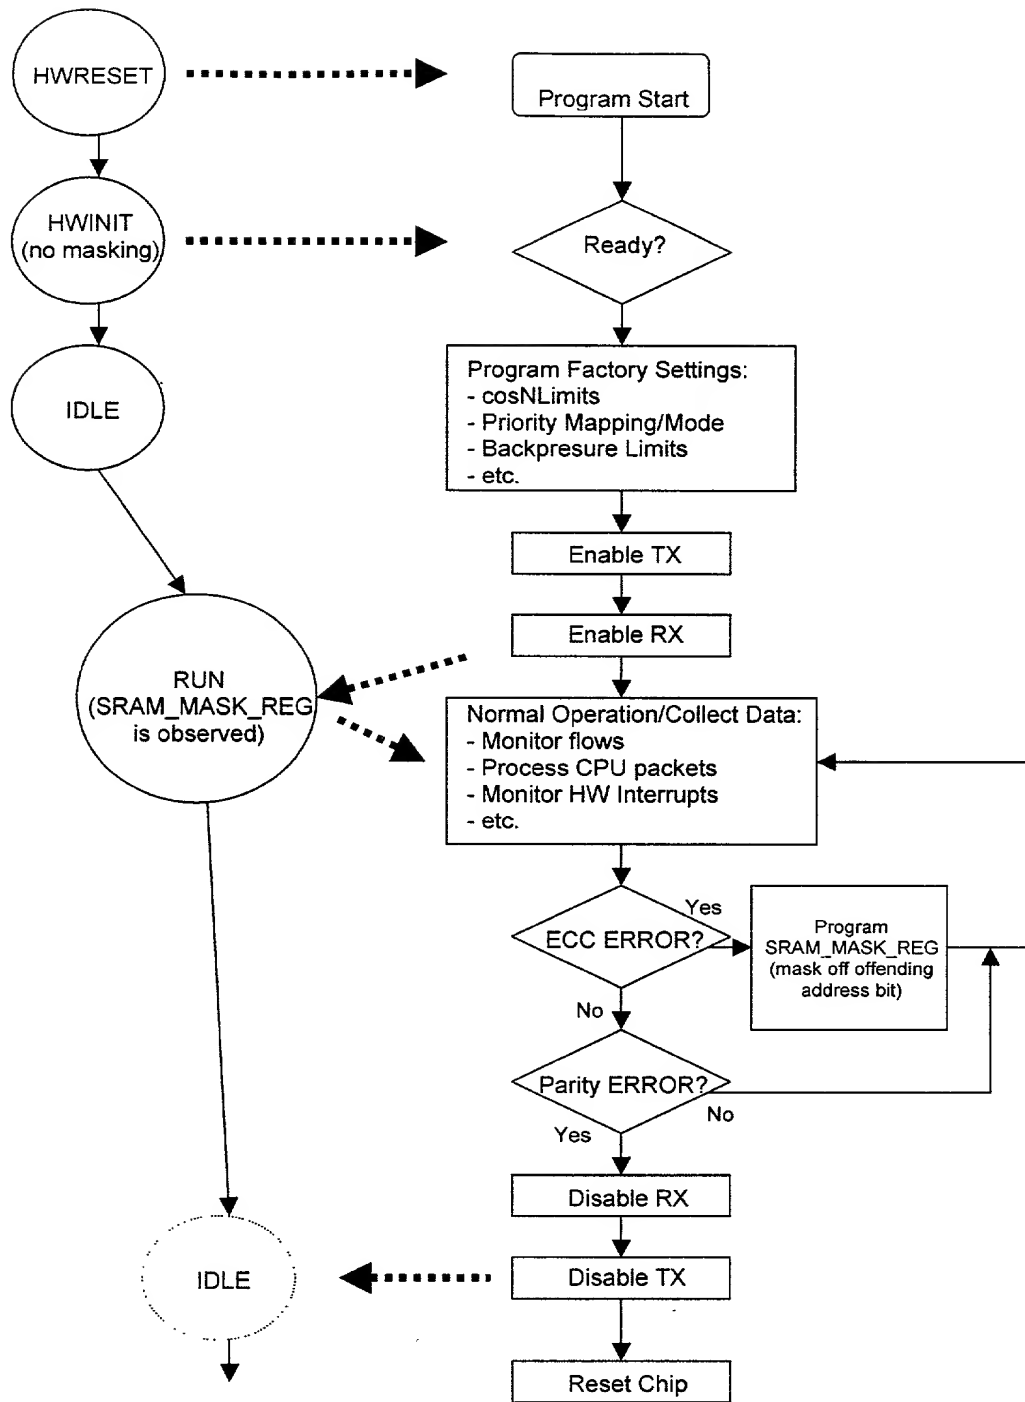 HWRESET
Program Start
HWINIT
(no masking)
Ready?
IDLE
Program Factory Settings:
- cosNLimits
- Priority Mapping/Mode
- Backpresure Limits
- etc.
Enable TX
Enable RX
RUN
(SRAM_MASK_REG
is observed)
Normal Operation/Collect Data:
- Monitor flows
- Process CPU packets
- Monitor HW Interrupts
- etc.
ECC ERROR?
Yes
No
Program
SRAM_MASK_REG
(mask off offending
address bit)
Parity ERROR?
No
Yes
Disable RX
Disable TX
IDLE
Reset Chip